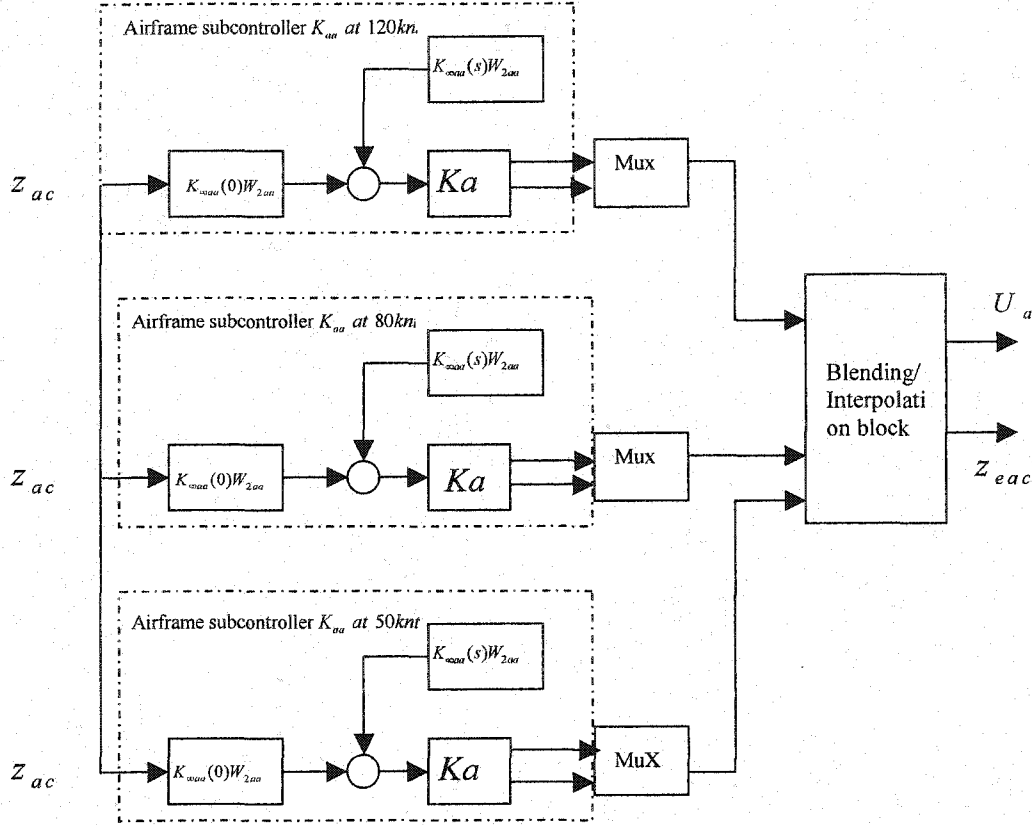 Airframe subcontroller K_aa at 120kn
K_∞aa(s)W_2aa
z_ac
K_∞aa(0)W_2aa
Ka
Mux
Airframe subcontroller K_aa at 80kn
K_∞aa(s)W_2aa
z_ac
K_∞aa(0)W_2aa
Ka
Mux
Blending/
Interpolati
on block
U_a
z_eac
Airframe subcontroller K_aa at 50knt
K_∞aa(s)W_2aa
z_ac
K_∞aa(0)W_2aa
Ka
MuX